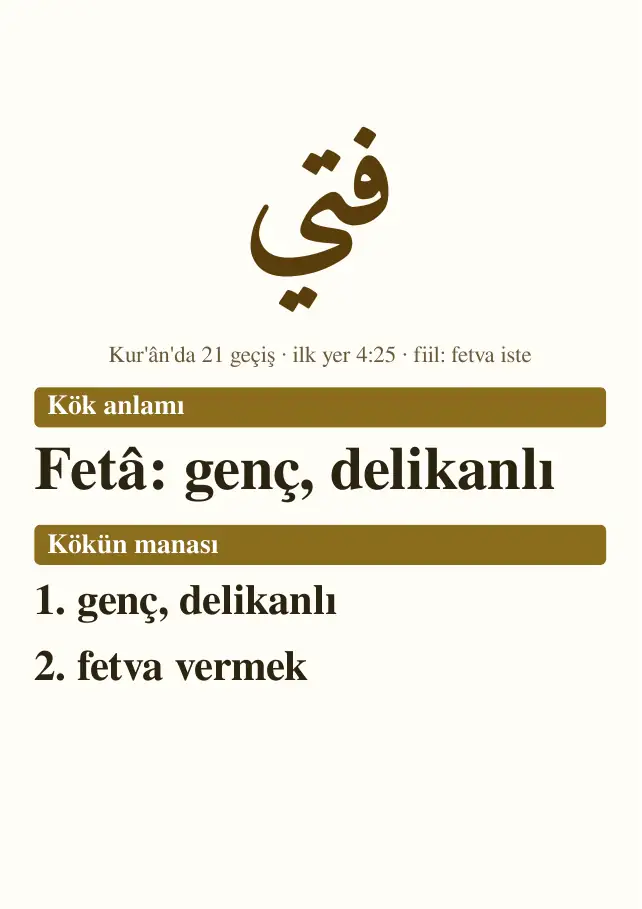 فتي
Kur'ân'da 21 geçiş · ilk yer 4:25 · fiil: fetva iste
Kök anlamı
Fetâ: genç, delikanlı
Kökün manası
1. genç, delikanlı
2. fetva vermek